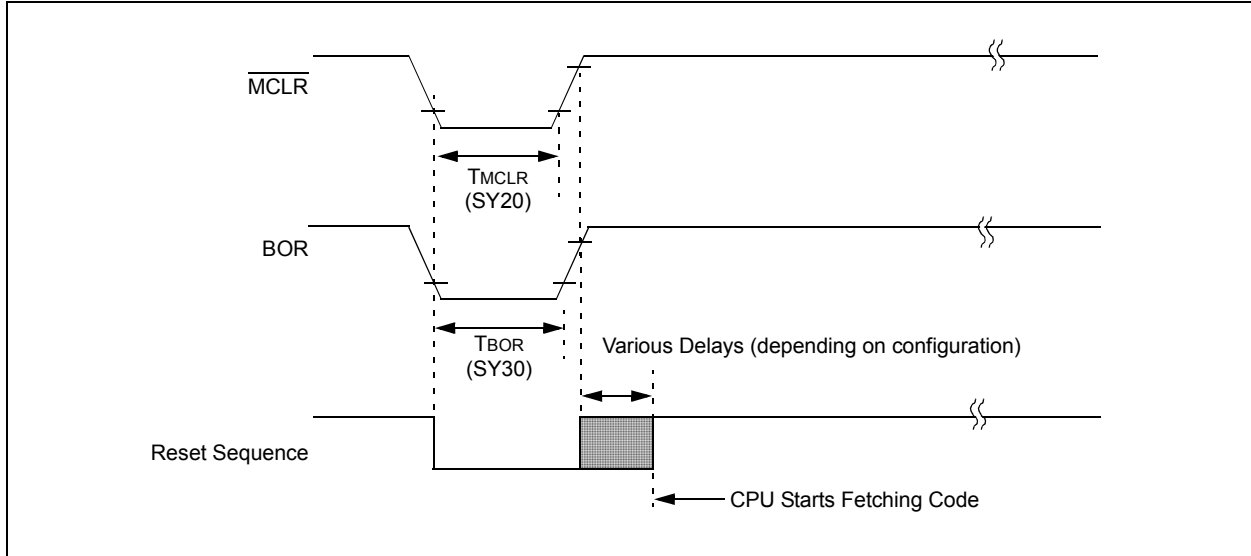 MCLR
TMCLR
(SY20)
BOR
TBOR
(SY30)
Various Delays (depending on configuration)
Reset Sequence
CPU Starts Fetching Code